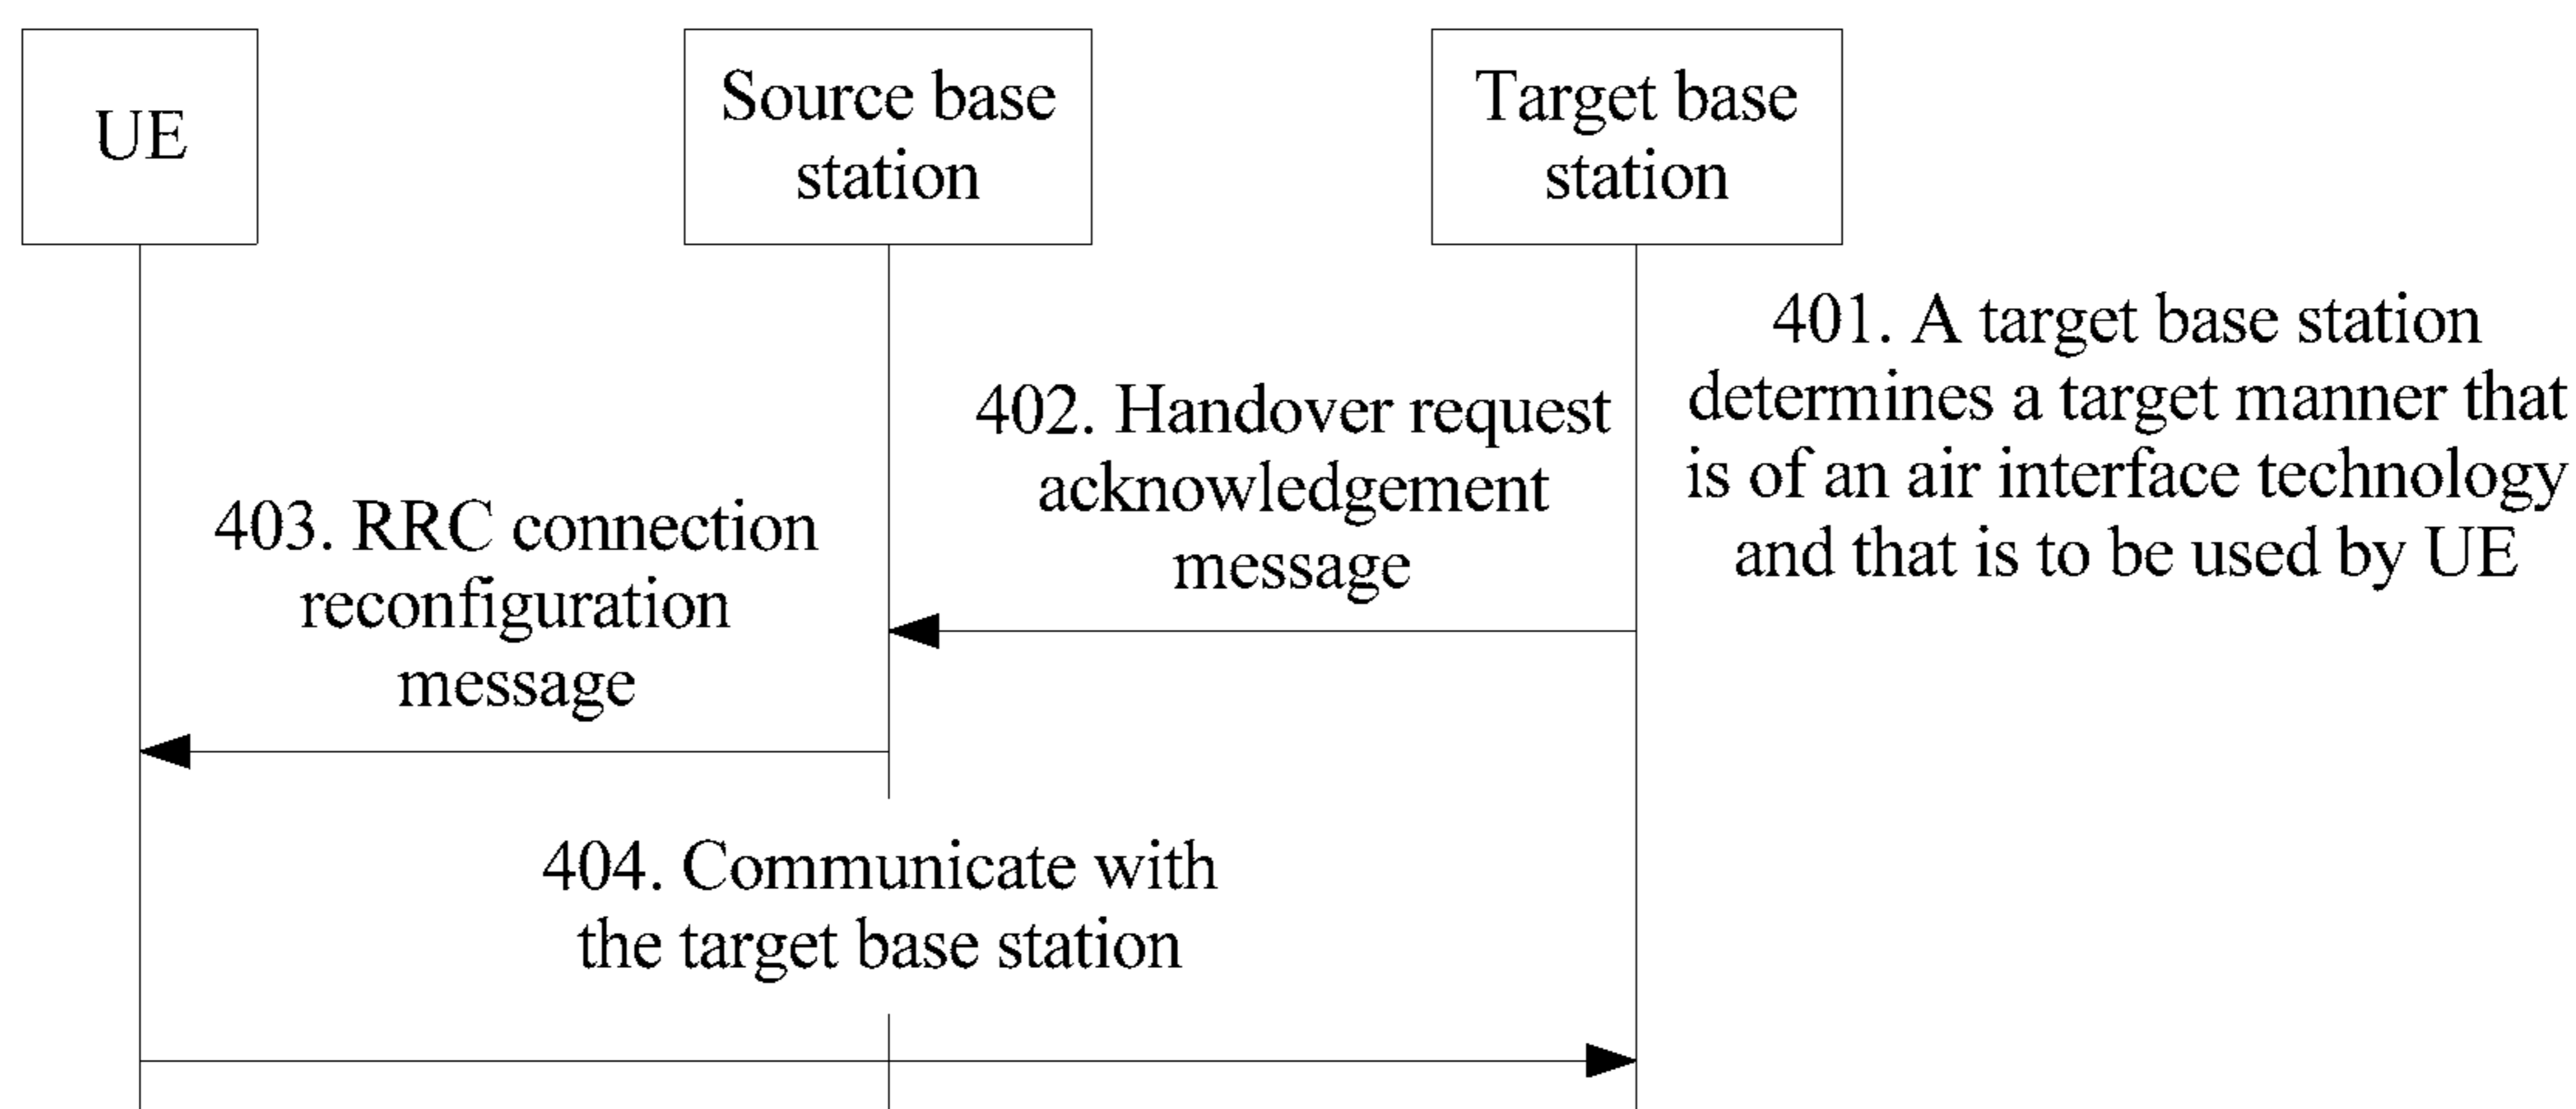 UE
Source base
station
Target base
station
401. A target base station
determines a target manner that
is of an air interface technology
and that is to be used by UE
402. Handover request
acknowledgement
message
403. RRC connection
reconfiguration
message
404. Communicate with
the target base station